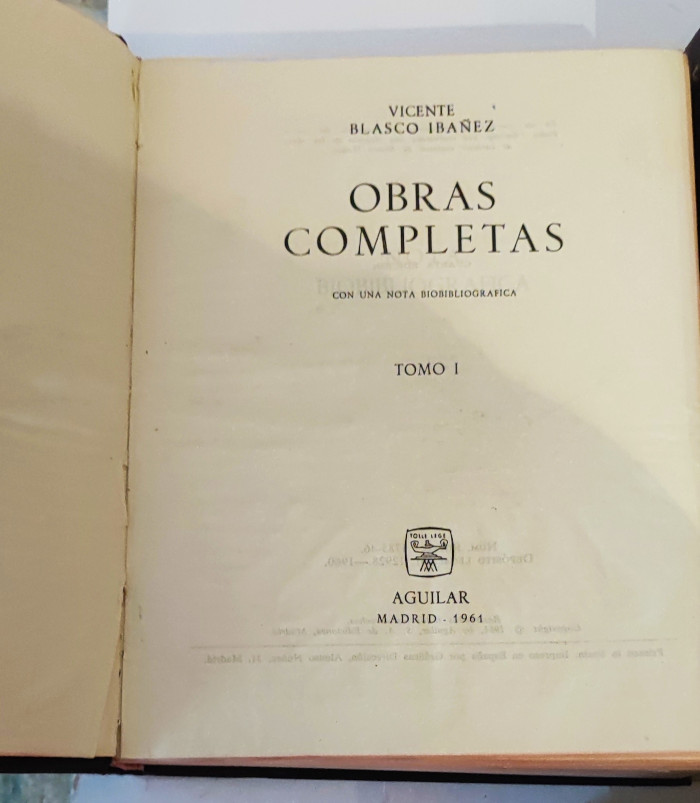 VICENTE
BLASCO IBAÑEZ
OBRAS
COMPLETAS
CON UNA NOTA BIOBIBLIOGRAFICA
TOMO I
TOLLE LEGE
AGUILAR
MADRID - 1961